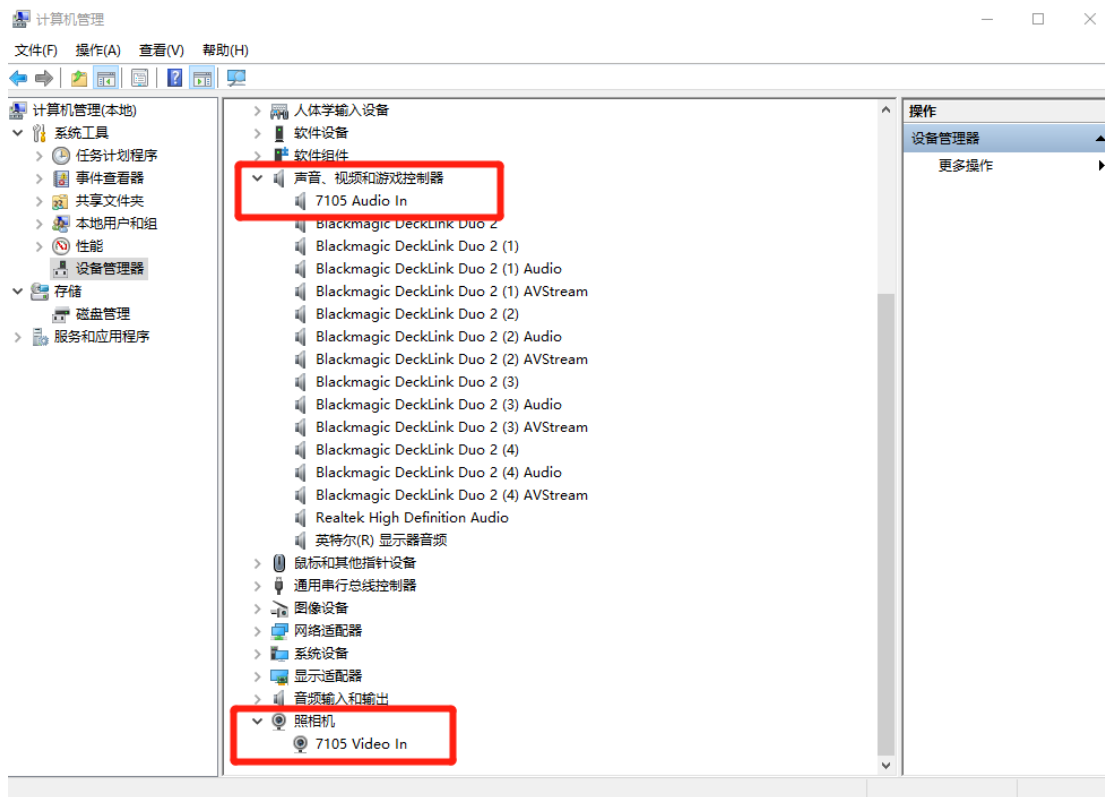 计算机管理
文件(F) 操作(A) 查看(V) 帮助(H)
计算机管理(本地)
系统工具
任务计划程序
事件查看器
共享文件夹
本地用户和组
性能
设备管理器
存储
磁盘管理
服务和应用程序
人体学输入设备
软件设备
软件组件
声音、视频和游戏控制器
7105 Audio In
Blackmagic DeckLink Duo 2
Blackmagic DeckLink Duo 2 (1)
Blackmagic DeckLink Duo 2 (1) Audio
Blackmagic DeckLink Duo 2 (1) AVStream
Blackmagic DeckLink Duo 2 (2)
Blackmagic DeckLink Duo 2 (2) Audio
Blackmagic DeckLink Duo 2 (2) AVStream
Blackmagic DeckLink Duo 2 (3)
Blackmagic DeckLink Duo 2 (3) Audio
Blackmagic DeckLink Duo 2 (3) AVStream
Blackmagic DeckLink Duo 2 (4)
Blackmagic DeckLink Duo 2 (4) Audio
Blackmagic DeckLink Duo 2 (4) AVStream
Realtek High Definition Audio
英特尔(R) 显示器音频
鼠标和其他指针设备
通用串行总线控制器
图像设备
网络适配器
系统设备
显示适配器
音频输入和输出
照相机
7105 Video In
操作
设备管理器
更多操作